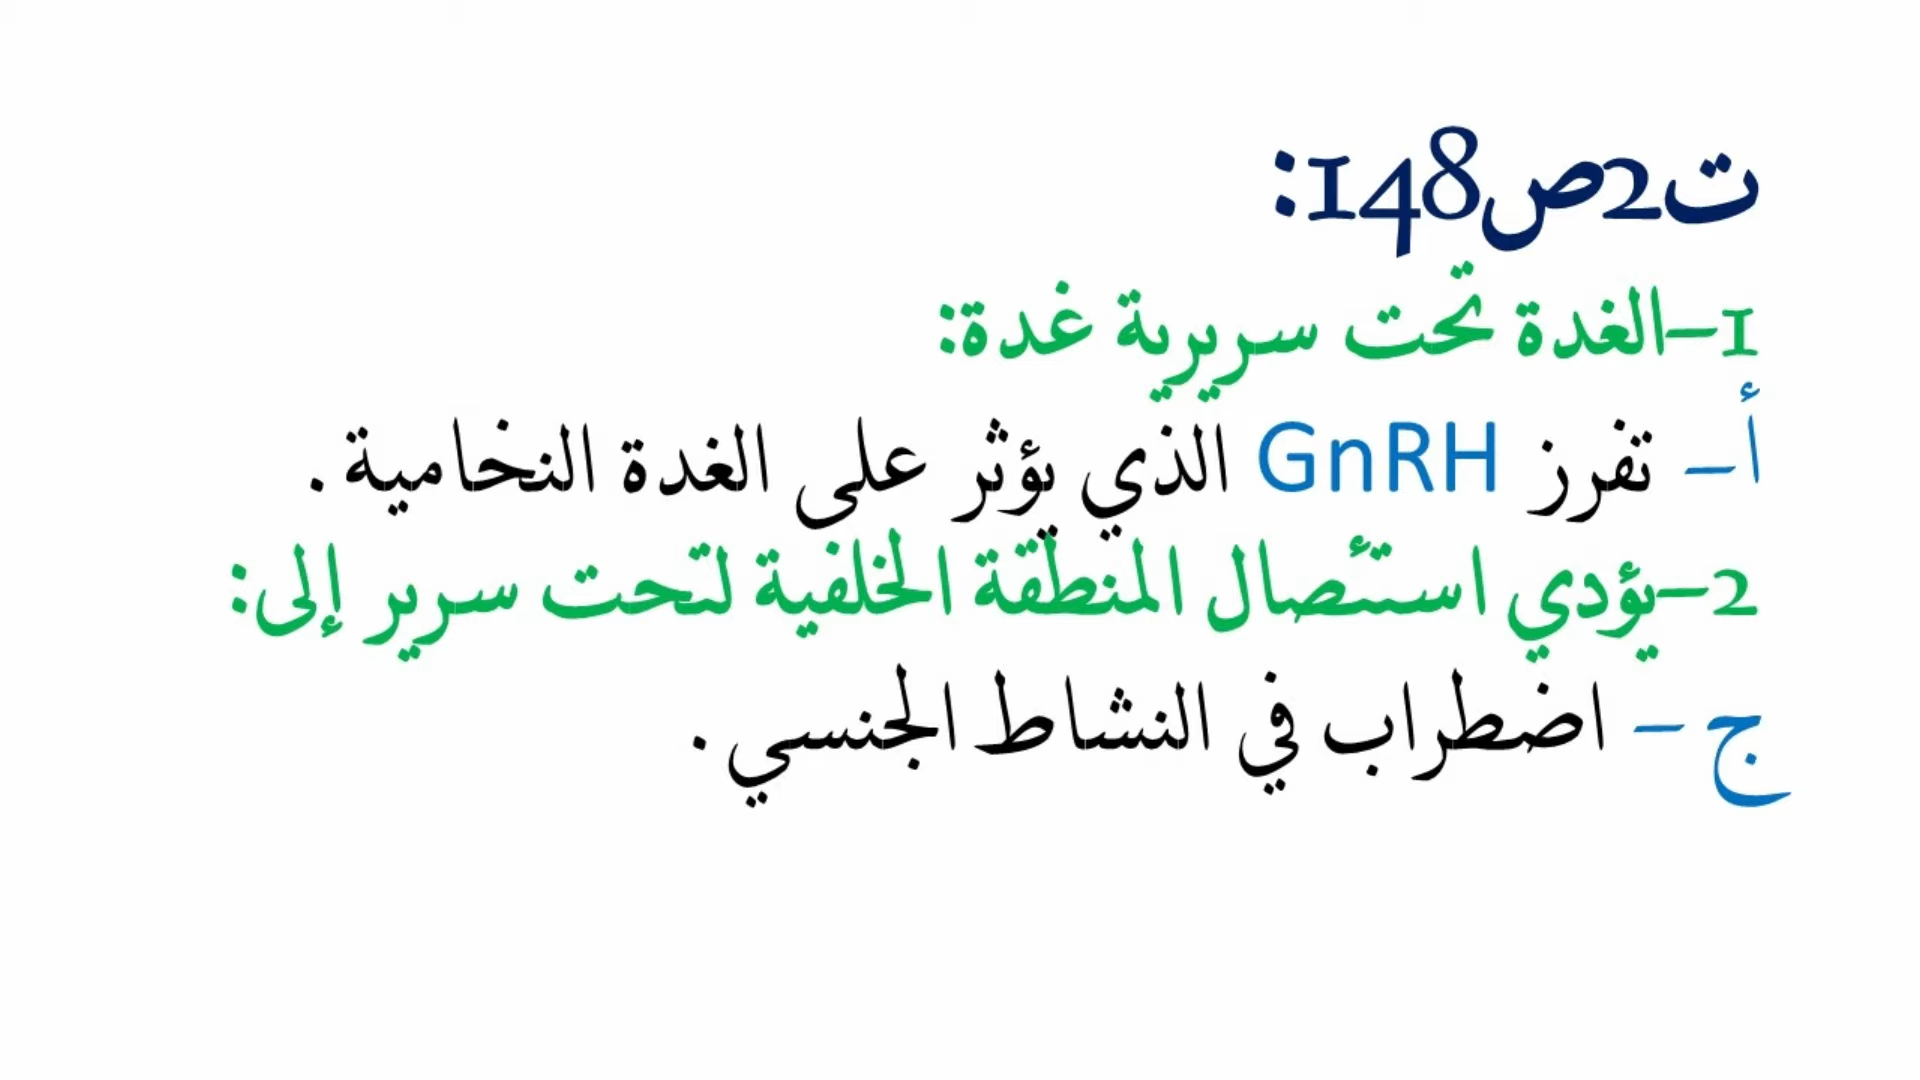 ت2ص148:
1-الغدة تحت سريرية غدة:
أ- تفرز GnRH الذي يؤثر على الغدة النخامية.
2-يؤدي استئصال المنطقة الخلفية لتحت سرير إلى:
ج- اضطراب في النشاط الجنسي.